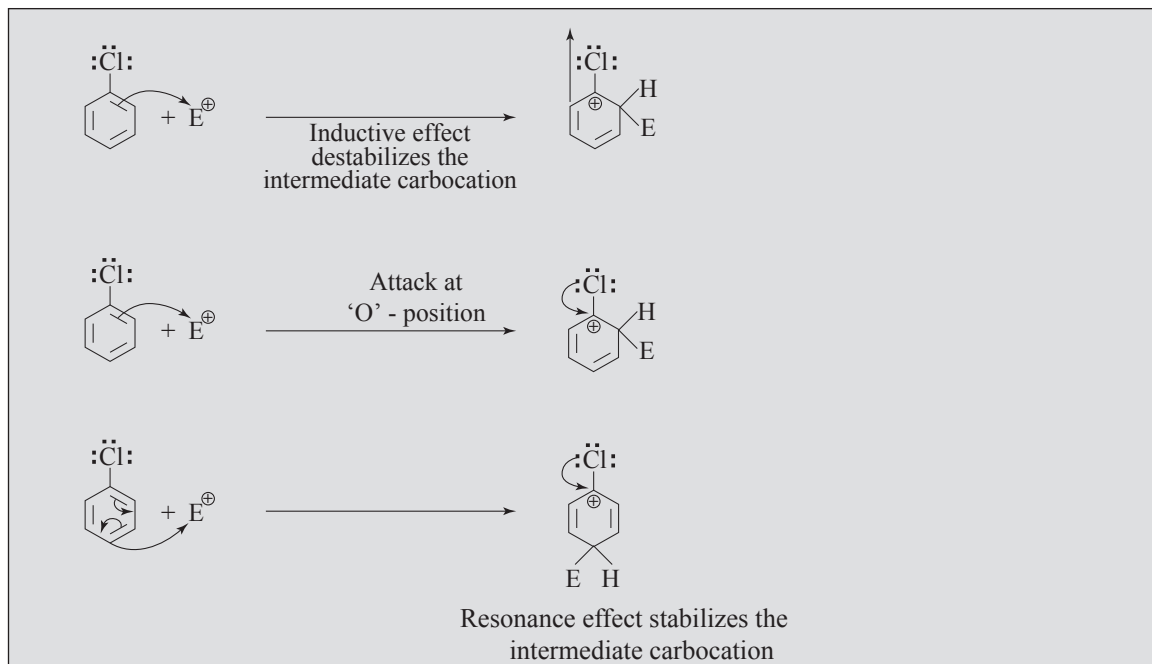 :Cl:
+ E⊕
Inductive effect
destabilizes the
intermediate carbocation
:Cl:
⊕
H
E
:Cl:
+ E⊕
Attack at
‘O’ - position
:Cl:
⊕
H
E
:Cl:
+ E⊕
:Cl:
⊕
E H
Resonance effect stabilizes the
intermediate carbocation